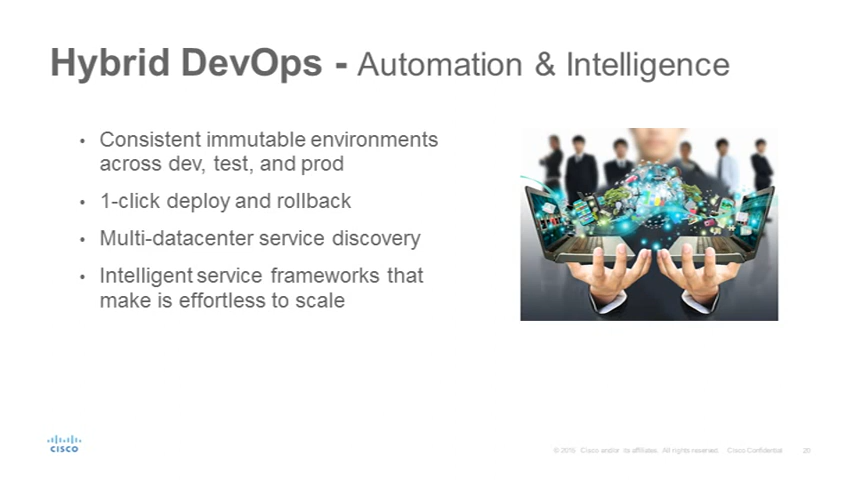 Hybrid DevOps - Automation & Intelligence
• Consistent immutable environments
across dev, test, and prod
• 1-click deploy and rollback
• Multi-datacenter service discovery
• Intelligent service frameworks that
make is effortless to scale
CISCO
© 2015 Cisco and/or its affiliates. All rights reserved. Cisco Confidential 20